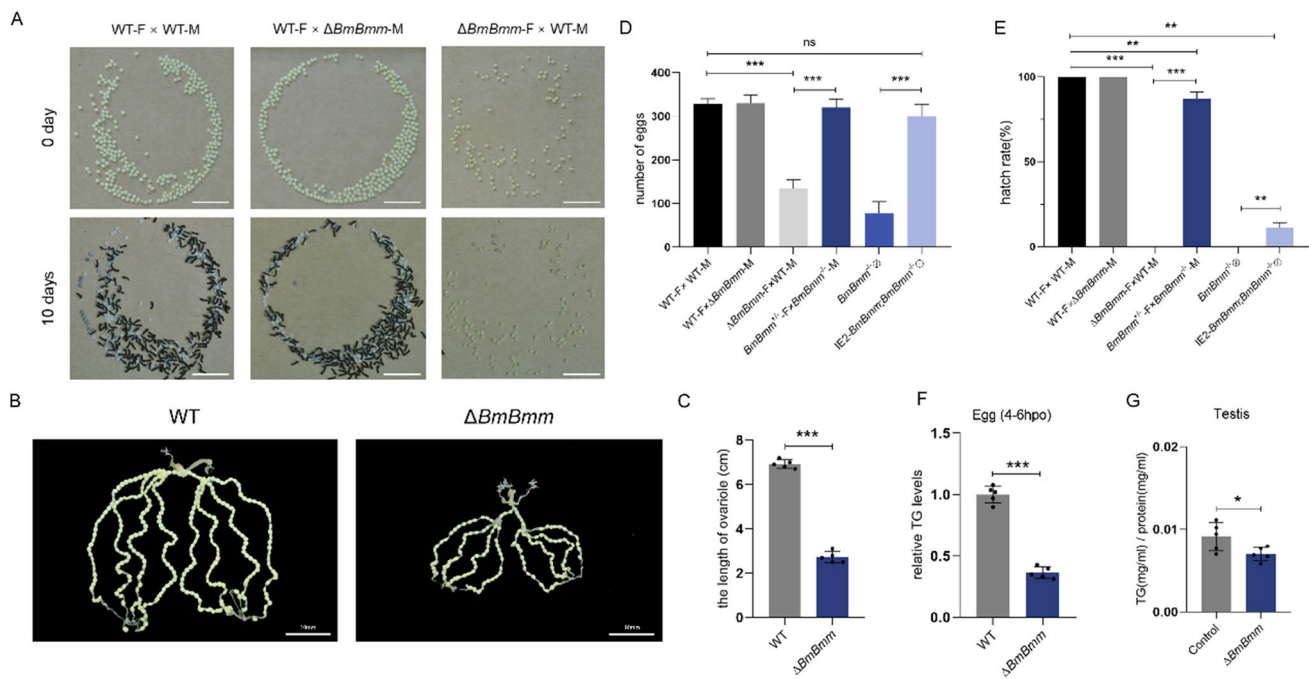 A
WT-F × WT-M
WT-F × ΔBmBmm-M
ΔBmBmm-F × WT-M
0 day
10 days
B
WT
ΔBmBmm
10mm
10mm
C
the length of ovariole (cm)
8
6
4
2
0
***
WT
ΔBmBmm
D
number of eggs
400
300
200
100
0
ns
***
***
***
WT-F× WT-M
WT-F×ΔBmBmm-M
ΔBmBmm-F×WT-M
BmBmm+/--F×BmBmm-/--M
BmBmm-/-
IE2-BmBmm;BmBmm-/-
E
hatch rate(%)
100
50
0
**
**
***
***
**
WT-F× WT-M
WT-F×ΔBmBmm-M
ΔBmBmm-F×WT-M
BmBmm+/--F×BmBmm-/--M
BmBmm-/-
IE2-BmBmm;BmBmm-/-
F
Egg (4-6hpo)
relative TG levels
1.5
1.0
0.5
0.0
***
WT
ΔBmBmm
G
Testis
TG(mg/ml) / protein(mg/ml)
0.02
0.01
0.00
*
Control
ΔBmBmm